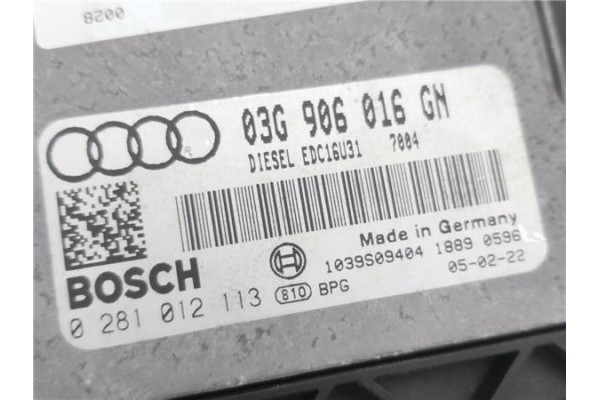 8200
03G 906 016 GN
DIESEL EDC16U31 7004
Made in Germany
BOSCH
1039S09404 1889 0596
0 281 012 113 810 BPG 05-02-22